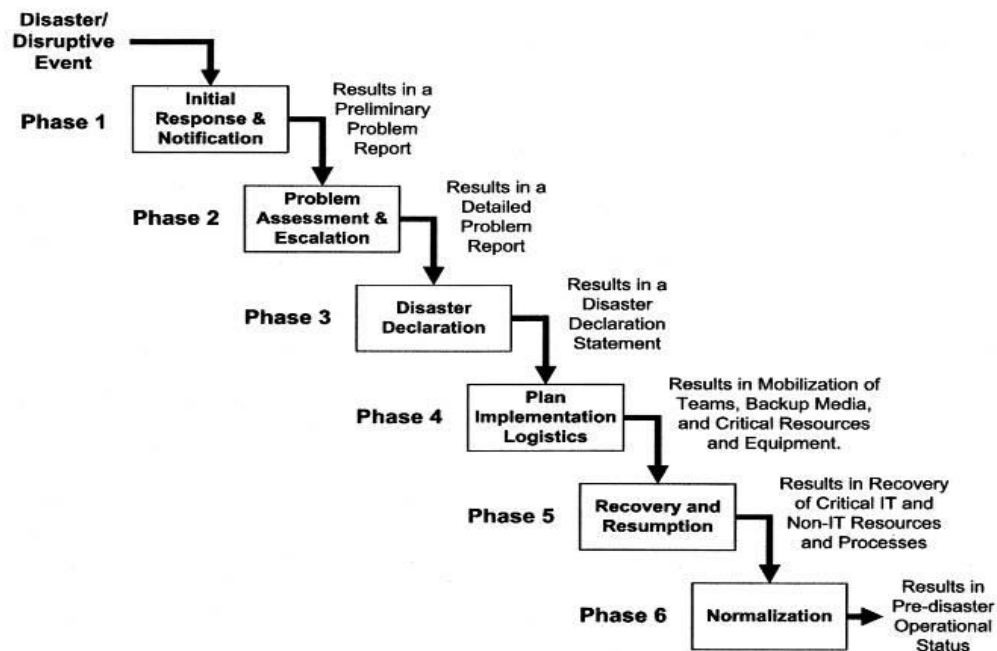 Disaster/
Disruptive
Event
Phase 1
Initial
Response &
Notification
Results in a
Preliminary
Problem
Report
Phase 2
Problem
Assessment &
Escalation
Results in a
Detailed
Problem
Report
Phase 3
Disaster
Declaration
Results in a
Disaster
Declaration
Statement
Phase 4
Plan
Implementation
Logistics
Results in Mobilization of
Teams, Backup Media,
and Critical Resources
and Equipment.
Phase 5
Recovery and
Resumption
Results in Recovery
of Critical IT and
Non-IT Resources
and Processes
Phase 6
Normalization
Results in
Pre-disaster
Operational
Status